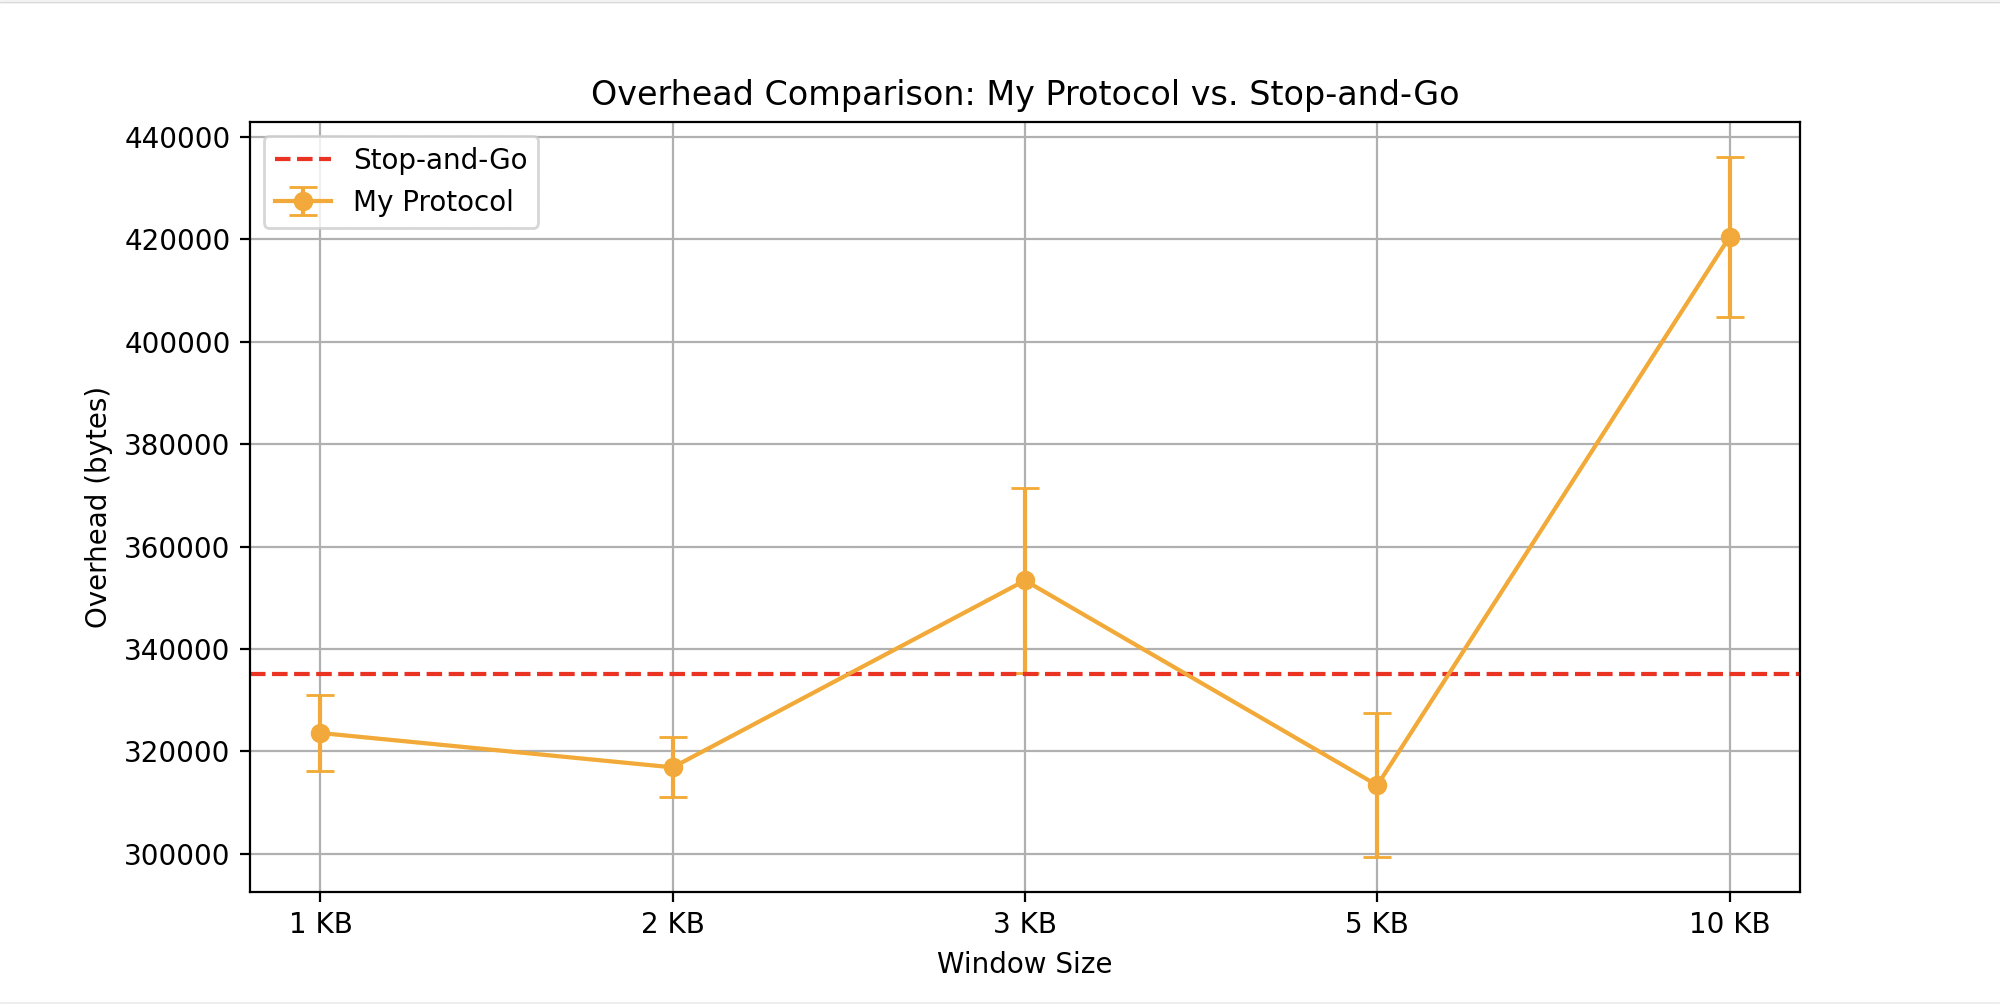 Overhead Comparison: My Protocol vs. Stop-and-Go
440000
420000
400000
380000
360000
340000
320000
300000
Overhead (bytes)
Stop-and-Go
My Protocol
1 KB 2 KB 3 KB 5 KB 10 KB
Window Size